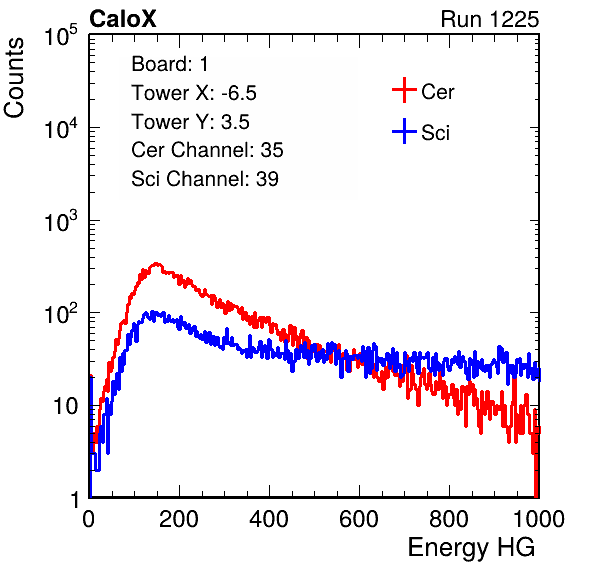 CaloX Run 1225
Counts
Board: 1
Tower X: -6.5
Tower Y: 3.5
Cer Channel: 35
Sci Channel: 39
Cer
Sci
10^5
10^4
10^3
10^2
10
1
0 200 400 600 800 1000
Energy HG